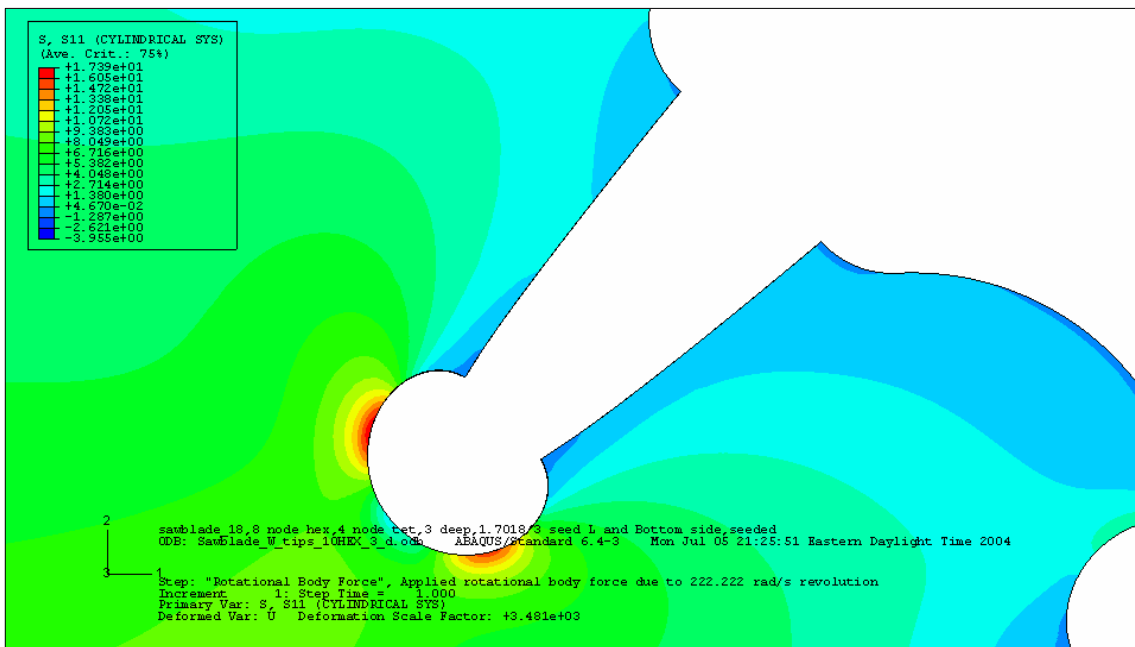 S, S11 (CYLINDRICAL SYS)
(Ave. Crit.: 75%)
+1.739e+01
+1.605e+01
+1.472e+01
+1.338e+01
+1.205e+01
+1.072e+01
+9.383e+00
+8.049e+00
+6.716e+00
+5.382e+00
+4.048e+00
+2.714e+00
+1.380e+00
+4.670e-02
-1.287e+00
-2.621e+00
-3.955e+00
2
3
1
sawblade_18,8 node hex,4 node tet,3 deep,1.7018/3 seed L and Bottom side,seeded
ODB: Sawblade_W_tips_10HEX_3_d.odb ABAQUS/Standard 6.4-3 Mon Jul 05 21:25:51 Eastern Daylight Time 2004
Step: "Rotational Body Force", Applied rotational body force due to 222.222 rad/s revolution
Increment 1: Step Time = 1.000
Primary Var: S, S11 (CYLINDRICAL SYS)
Deformed Var: U Deformation Scale Factor: +3.481e+03